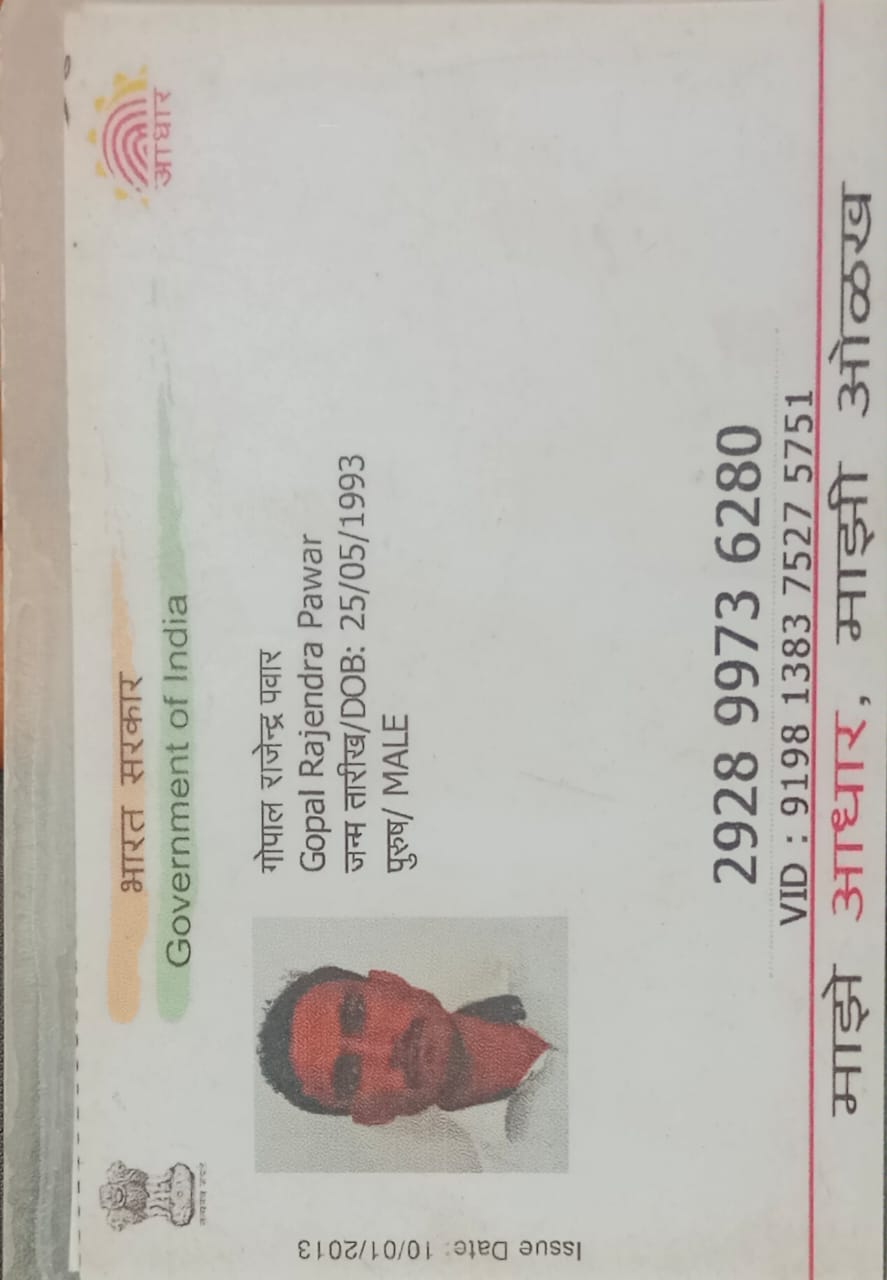 भारत सरकार
Government of India
आधार
गोपाल राजेन्द्र पवार
Gopal Rajendra Pawar
जन्म तारीख/DOB: 25/05/1993
पुरुष/ MALE
Issue Date: 10/01/2013
2928 9973 6280
VID : 9198 1383 7527 5751
माझे आधार, माझी ओळख